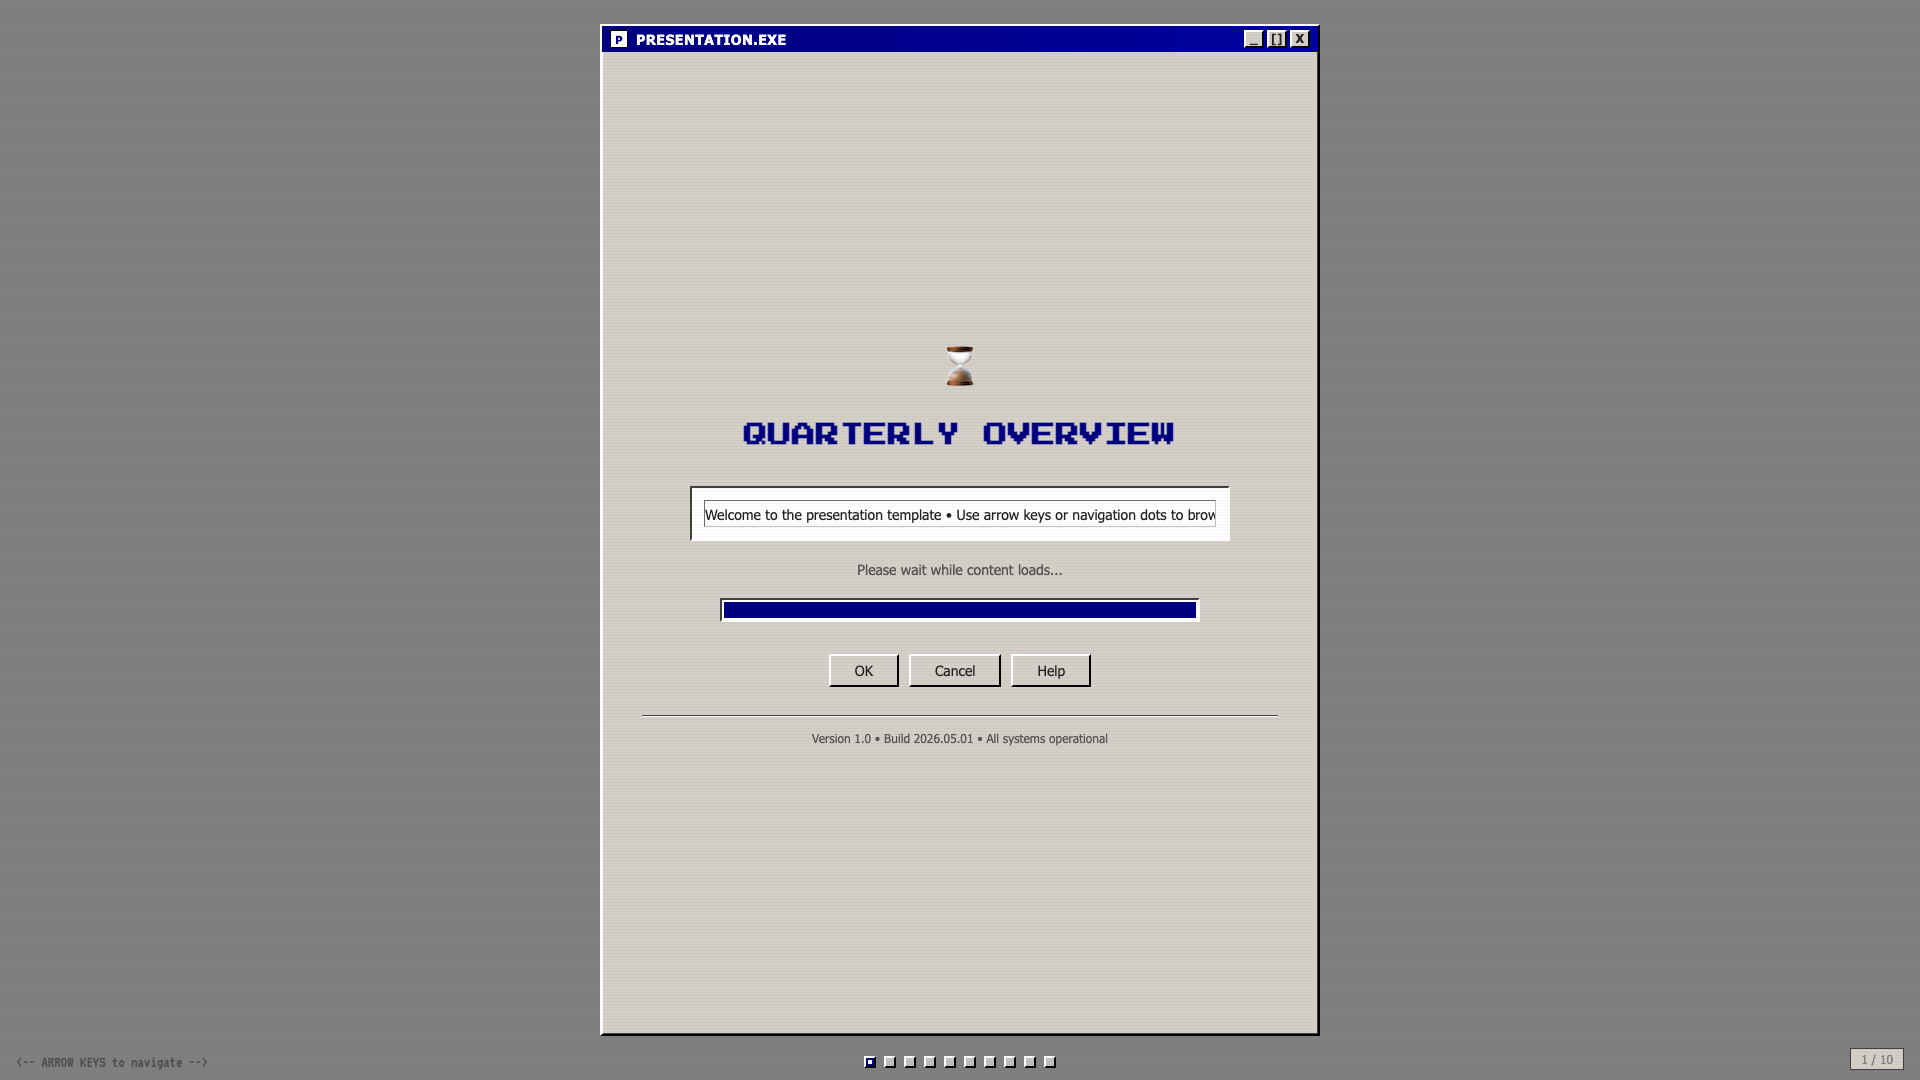 P PRESENTATION.EXE _ [] X
QUARTERLY OVERVIEW
Welcome to the presentation template • Use arrow keys or navigation dots to brow
Please wait while content loads...
OK Cancel Help
Version 1.0 • Build 2026.05.01 • All systems operational
<-- ARROW KEYS to navigate -->
1 / 10